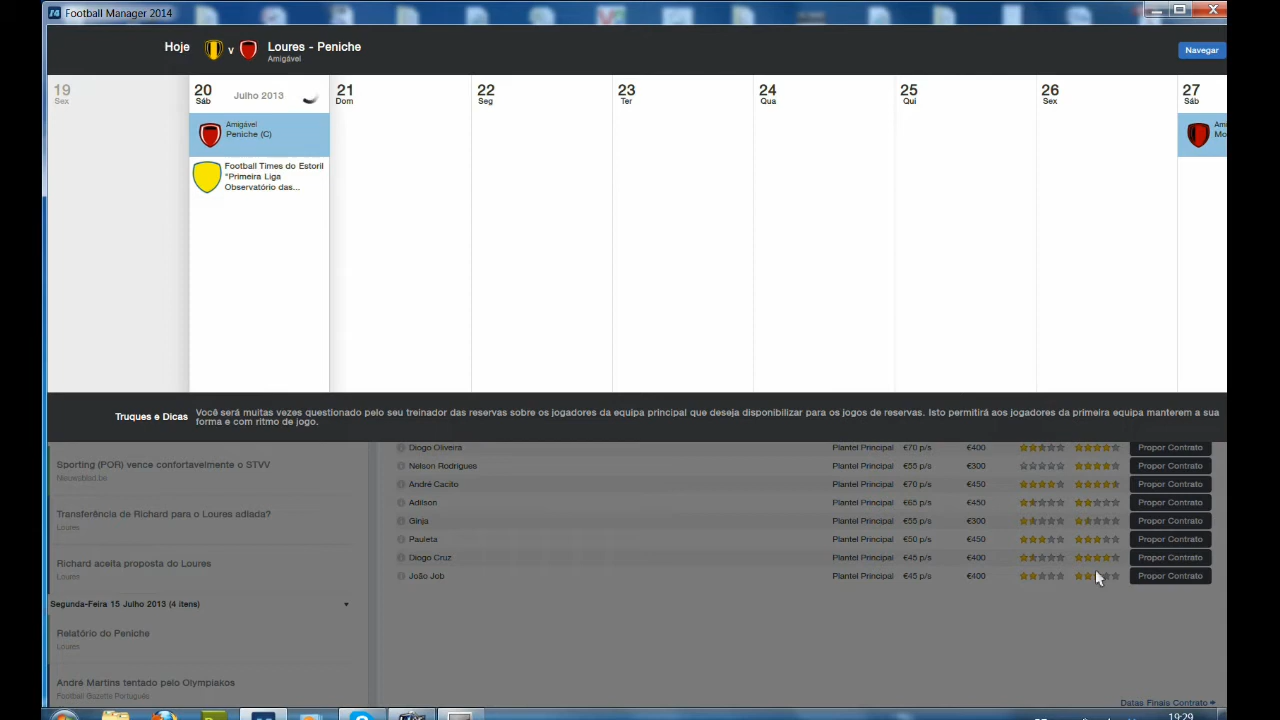 Football Manager 2014
Hoje v Loures - Peniche
Amigável
Navegar
19 Sex
20 Sáb Julho 2013
21 Dom
22 Seg
23 Ter
24 Qua
25 Qui
26 Sex
27 Sáb
Amigável
Peniche (C)
Ami
Mo
Football Times do Estoril
"Primeira Liga
Observatório das...
Truques e Dicas
Você será muitas vezes questionado pelo seu treinador das reservas sobre os jogadores da equipa principal que deseja disponibilizar para os jogos de reservas. Isto permitirá aos jogadores da primeira equipa manterem a sua
forma e com ritmo de jogo.
Sporting (POR) vence confortavelmente o STVV
Nieuwsblad.be
Transferência de Richard para o Loures adiada?
Loures
Richard aceita proposta do Loures
Loures
Segunda-Feira 15 Julho 2013 (4 itens)
Relatório do Peniche
Loures
André Martins tentado pelo Olympiakos
Football Gazette Portugués
Diogo Oliveira Plantel Principal €70 p/s €400 Propor Contrato
Nelson Rodrigues Plantel Principal €55 p/s €300 Propor Contrato
André Cacito Plantel Principal €70 p/s €450 Propor Contrato
Adilson Plantel Principal €65 p/s €450 Propor Contrato
Ginja Plantel Principal €55 p/s €300 Propor Contrato
Pauleta Plantel Principal €50 p/s €450 Propor Contrato
Diogo Cruz Plantel Principal €45 p/s €400 Propor Contrato
João Job Plantel Principal €45 p/s €400 Propor Contrato
Datas Finais Contrato
19:29